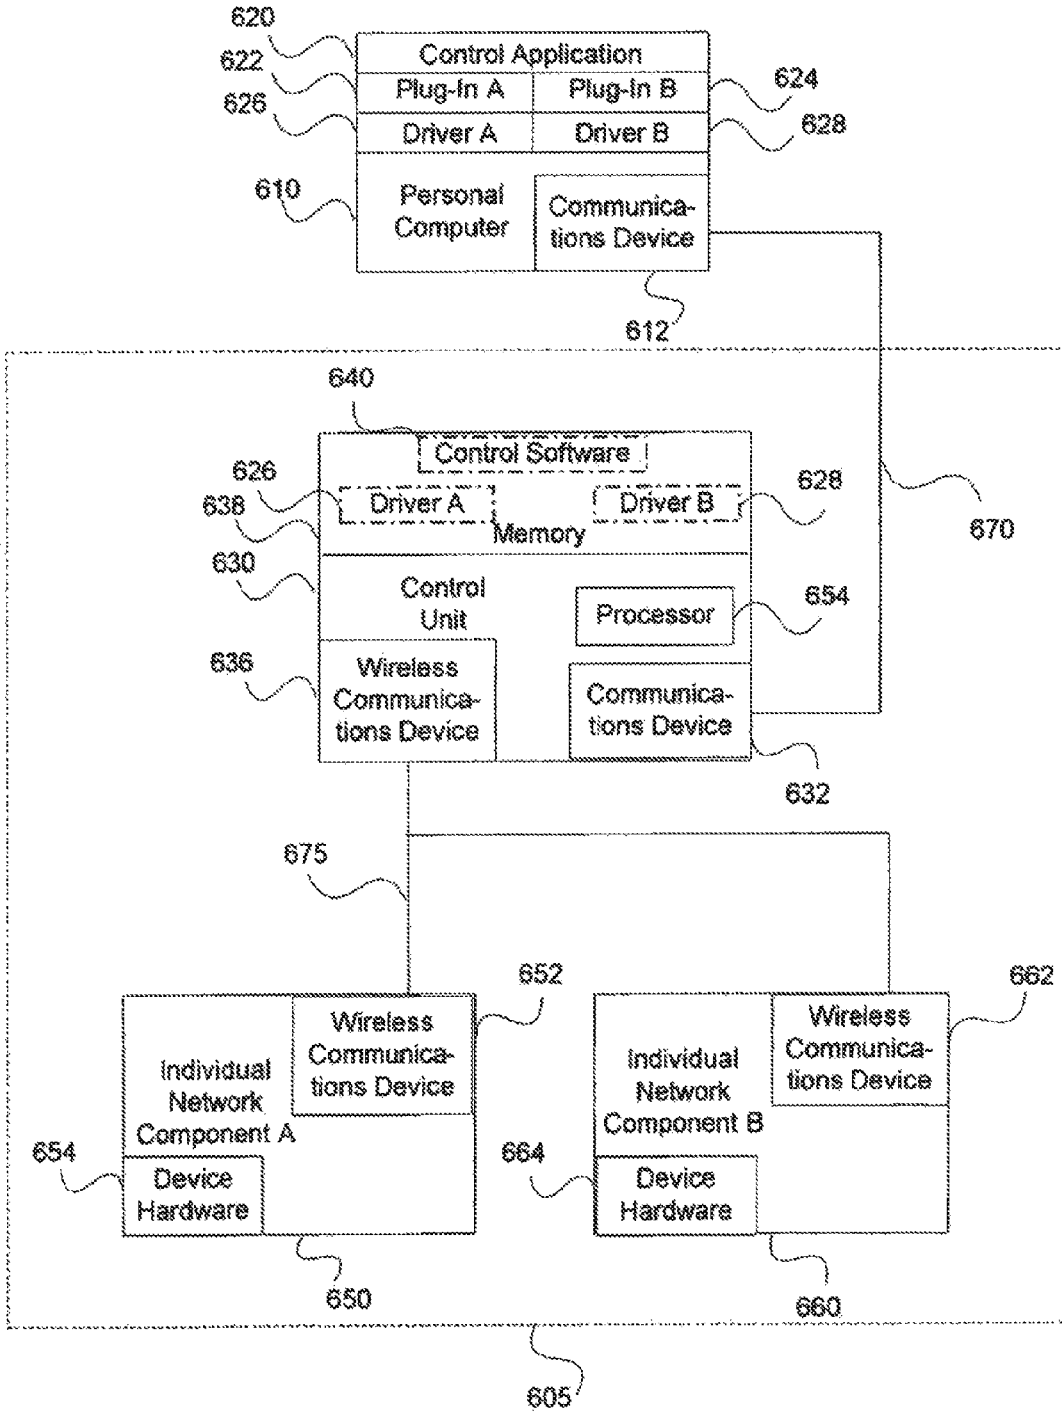 620
Control Application
622
Plug-In A
Plug-In B
624
626
Driver A
Driver B
628
610
Personal
Computer
Communica-
tions Device
612
640
Control Software
626
Driver A
Driver B
628
638
Memory
670
630
Control
Unit
Processor
654
636
Wireless
Communica-
tions Device
Communica-
tions Device
632
675
652
662
Wireless
Communica-
tions Device
Individual
Network
Component A
Wireless
Communica-
tions Device
Individual
Network
Component B
654
Device
Hardware
664
Device
Hardware
650
660
605